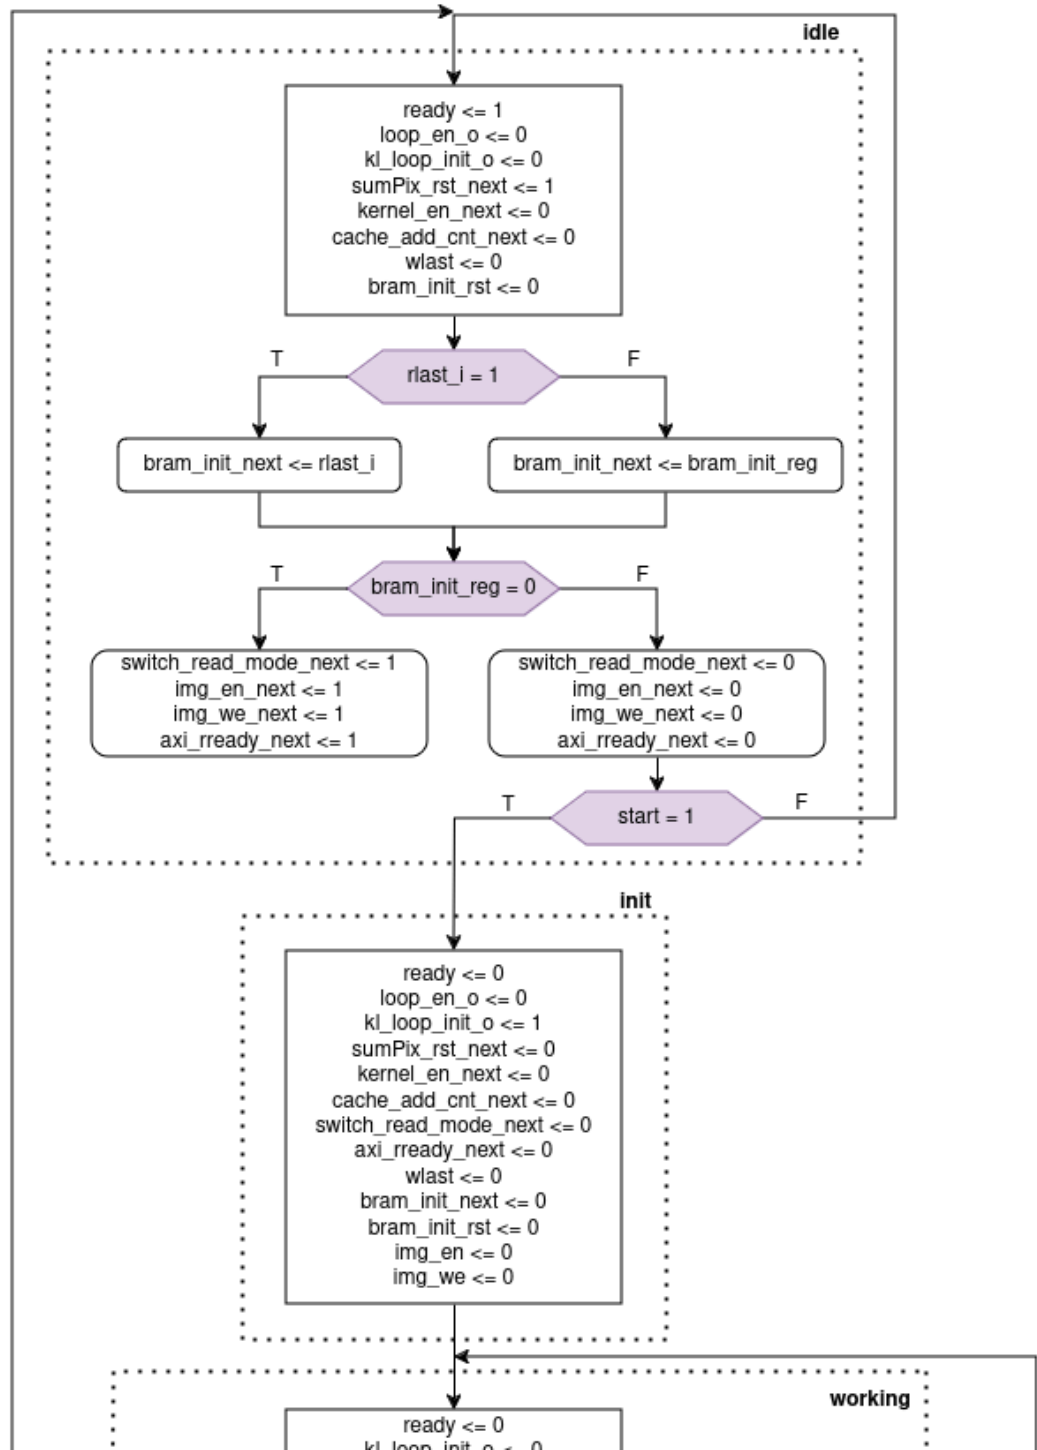 idle
ready <= 1
loop_en_o <= 0
kl_loop_init_o <= 0
sumPix_rst_next <= 1
kernel_en_next <= 0
cache_add_cnt_next <= 0
wlast <= 0
bram_init_rst <= 0
T
rlast_i = 1
F
bram_init_next <= rlast_i
bram_init_next <= bram_init_reg
T
bram_init_reg = 0
F
switch_read_mode_next <= 1
img_en_next <= 1
img_we_next <= 1
axi_rready_next <= 1
switch_read_mode_next <= 0
img_en_next <= 0
img_we_next <= 0
axi_rready_next <= 0
T
start = 1
F
init
ready <= 0
loop_en_o <= 0
kl_loop_init_o <= 1
sumPix_rst_next <= 0
kernel_en_next <= 0
cache_add_cnt_next <= 0
switch_read_mode_next <= 0
axi_rready_next <= 0
wlast <= 0
bram_init_next <= 0
bram_init_rst <= 0
img_en <= 0
img_we <= 0
working
ready <= 0
kl_loop_init_o <= 0